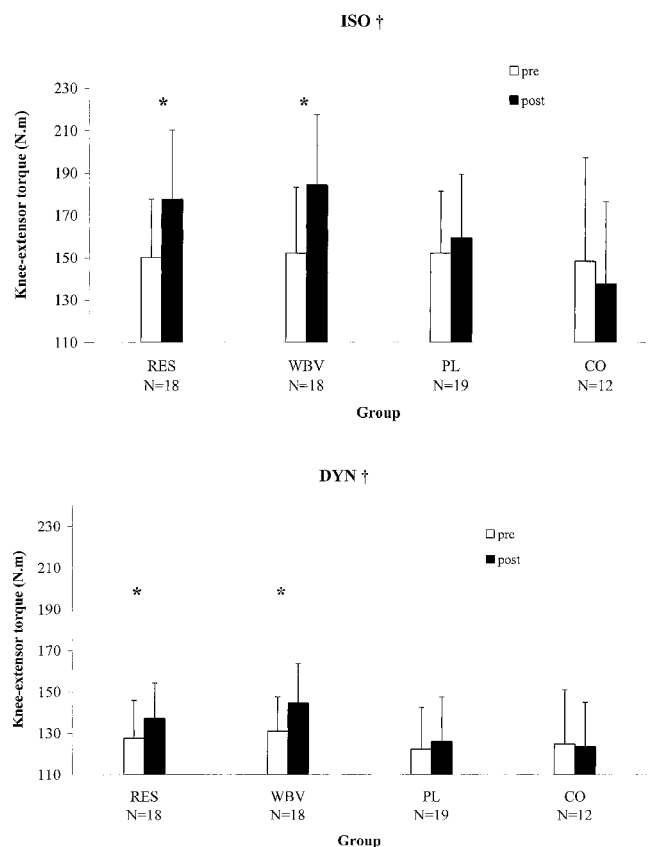 ISO †
Knee-extensor torque (N.m)
230
210
190
170
150
130
110
* *
pre
post
RES WBV PL CO
N=18 N=18 N=19 N=12
Group
DYN †
Knee-extensor torque (N.m)
230
210
190
170
150
130
110
* *
pre
post
RES WBV PL CO
N=18 N=18 N=19 N=12
Group